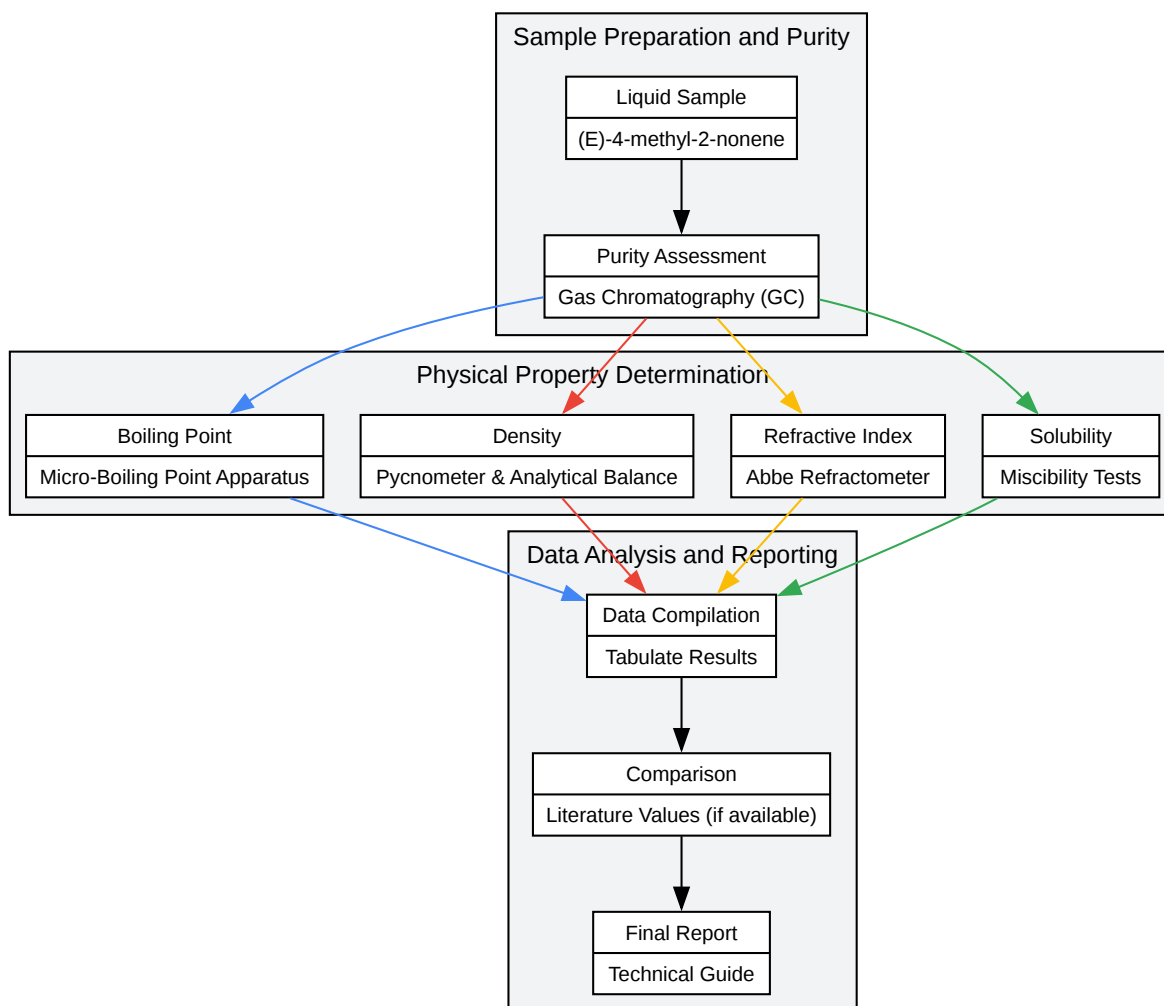 Sample Preparation and Purity
Liquid Sample
(E)-4-methyl-2-nonene
Purity Assessment
Gas Chromatography (GC)
Physical Property Determination
Boiling Point
Micro-Boiling Point Apparatus
Density
Pycnometer & Analytical Balance
Refractive Index
Abbe Refractometer
Solubility
Miscibility Tests
Data Analysis and Reporting
Data Compilation
Tabulate Results
Comparison
Literature Values (if available)
Final Report
Technical Guide